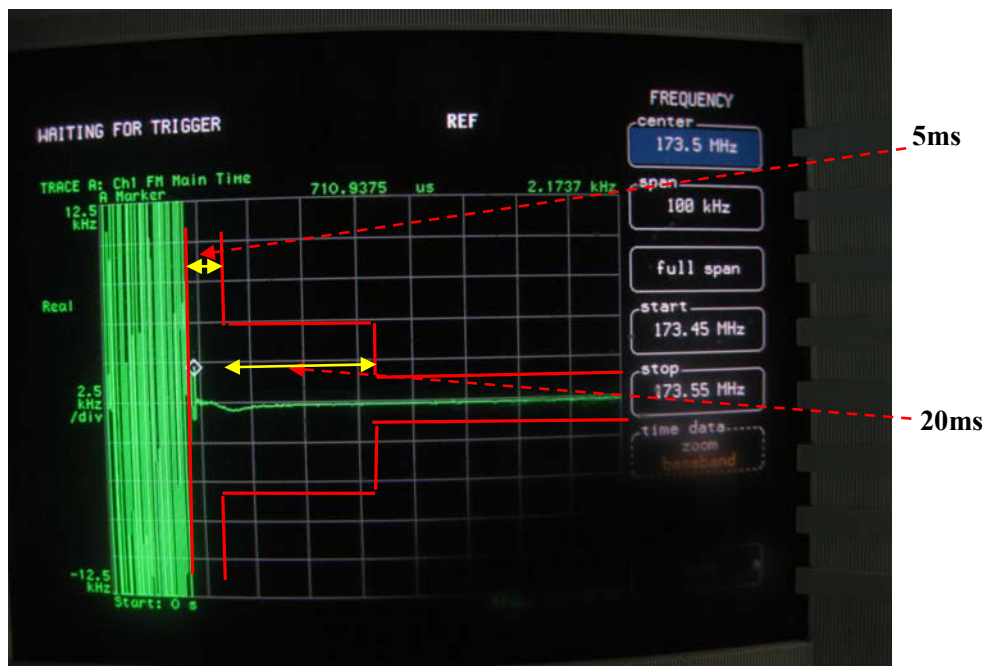 FREQUENCY
WAITING FOR TRIGGER
REF
center
173.5 MHz
5ms
TRACE A: Ch1 FM Main Time
A Marker
710.9375 us
2.1737 kHz
span
100 kHz
12.5
kHz
full span
Real
start
173.45 MHz
stop
173.55 MHz
2.5
kHz
/div
20ms
time data
zoom
baseband
-12.5
kHz
Start: 0 s